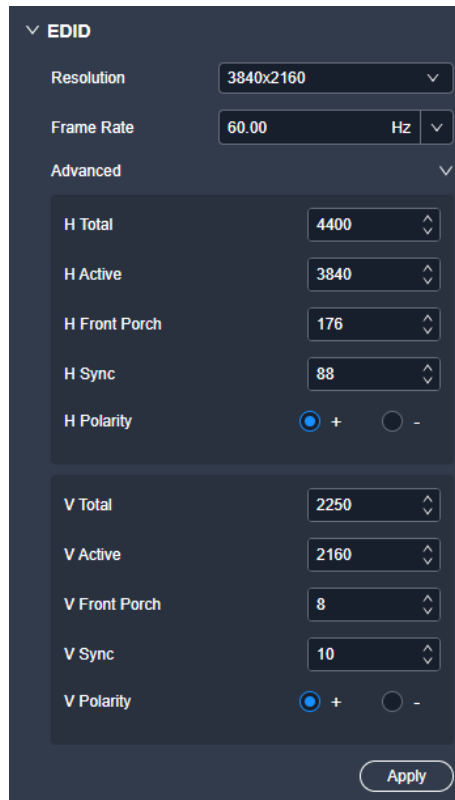 EDID
Resolution 3840x2160
Frame Rate 60.00 Hz
Advanced
H Total 4400
H Active 3840
H Front Porch 176
H Sync 88
H Polarity + -
V Total 2250
V Active 2160
V Front Porch 8
V Sync 10
V Polarity + -
Apply